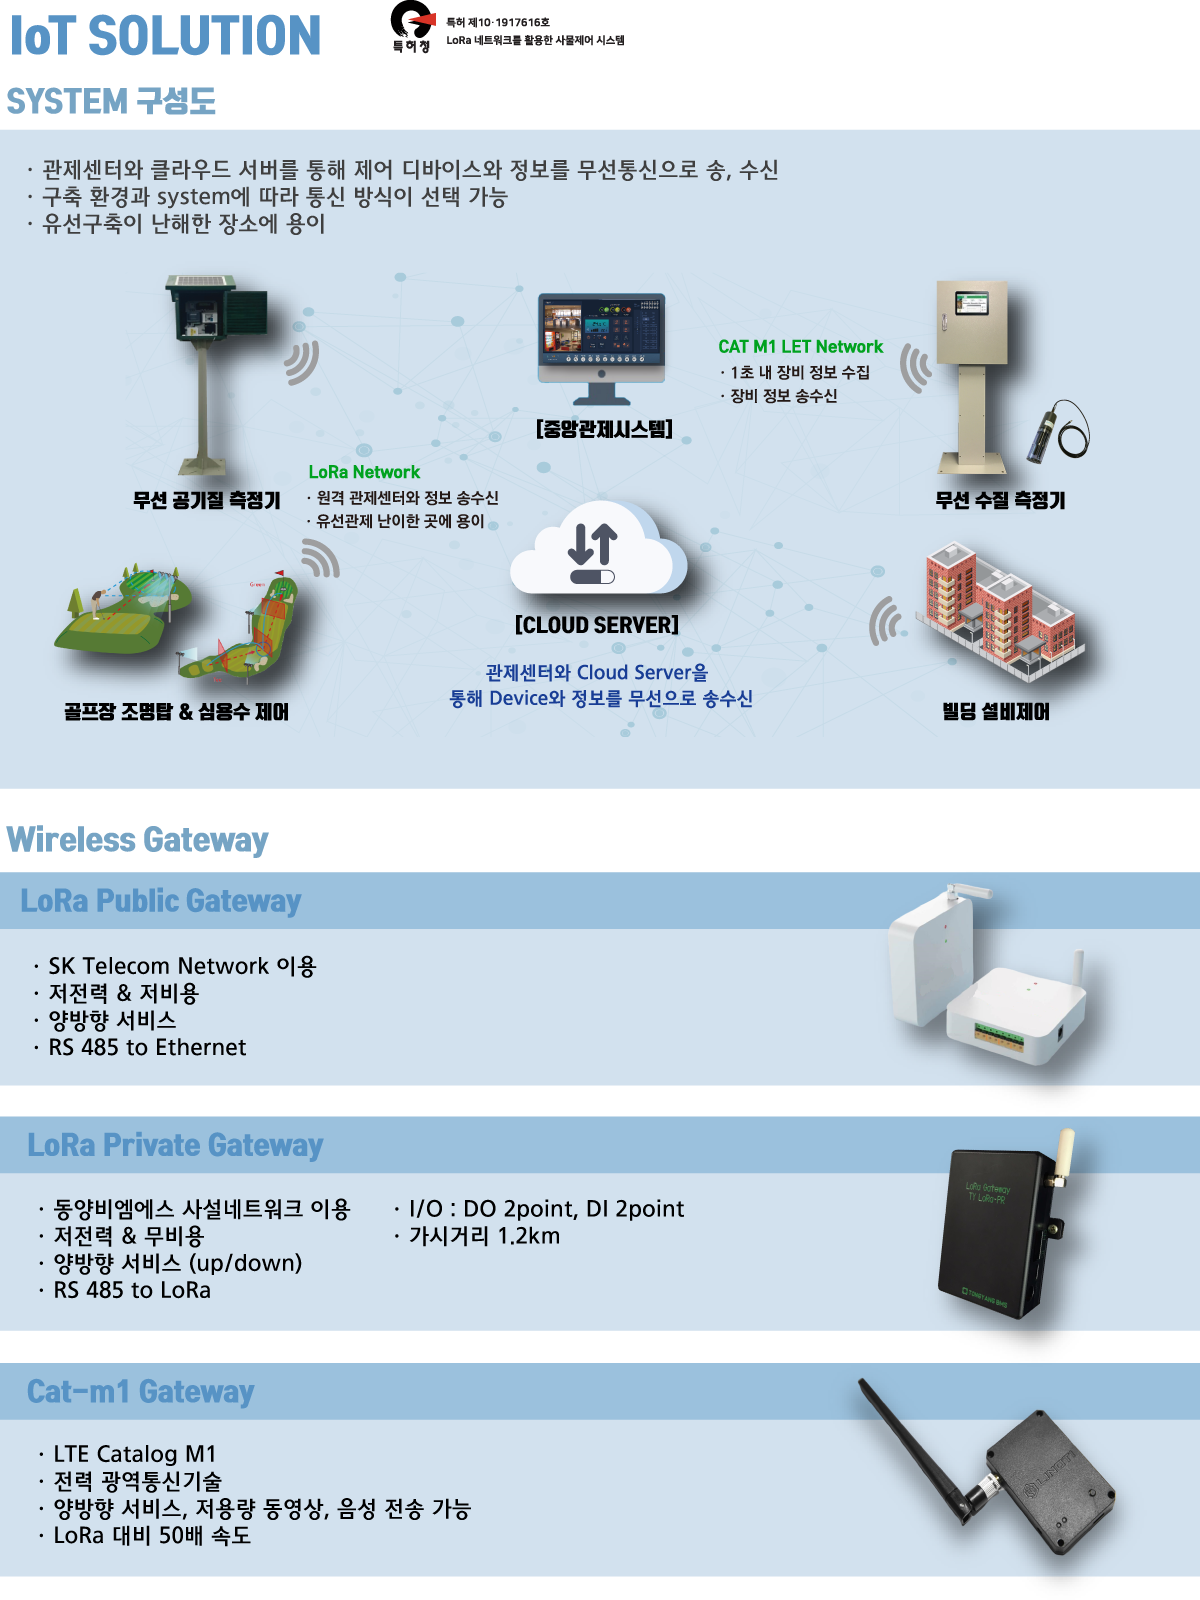 IoT SOLUTION
특허청
특허 제10·1917616호
LoRa 네트워크를 활용한 사물제어 시스템
SYSTEM 구성도
· 관제센터와 클라우드 서버를 통해 제어 디바이스와 정보를 무선통신으로 송, 수신
· 구축 환경과 system에 따라 통신 방식이 선택 가능
· 유선구축이 난해한 장소에 용이
CAT M1 LET Network
· 1초 내 장비 정보 수집
· 장비 정보 송수신
[중앙관제시스템]
LoRa Network
· 원격 관제센터와 정보 송수신
· 유선관제 난이한 곳에 용이
무선 공기질 측정기
무선 수질 측정기
Green
[CLOUD SERVER]
관제센터와 Cloud Server을
통해 Device와 정보를 무선으로 송수신
골프장 조명탑 & 심용수 제어
빌딩 설비제어
Wireless Gateway
LoRa Public Gateway
· SK Telecom Network 이용
· 저전력 & 저비용
· 양방향 서비스
· RS 485 to Ethernet
LoRa Private Gateway
· 동양비엠에스 사설네트워크 이용
· 저전력 & 무비용
· 양방향 서비스 (up/down)
· RS 485 to LoRa
· I/O : DO 2point, DI 2point
· 가시거리 1.2km
LoRa Gateway
TY LoRa-PR
TONGYANG BMS
Cat-m1 Gateway
· LTE Catalog M1
· 전력 광역통신기술
· 양방향 서비스, 저용량 동영상, 음성 전송 가능
· LoRa 대비 50배 속도